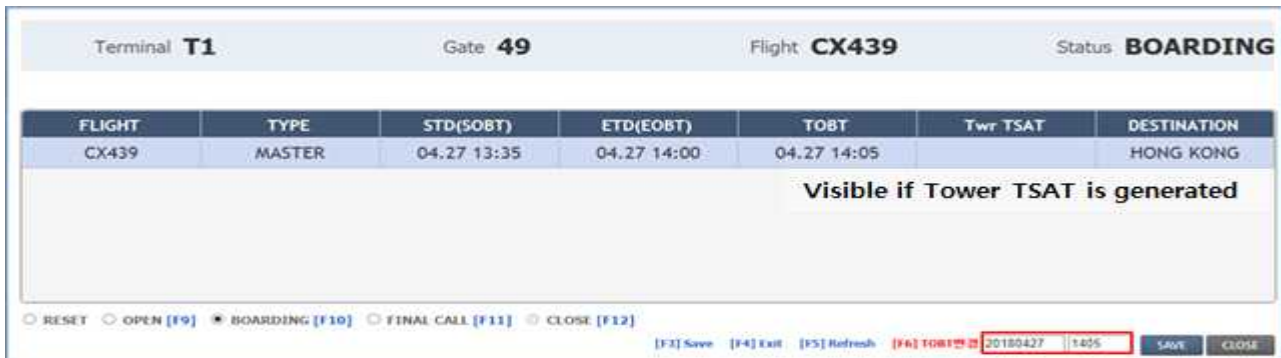 Terminal T1 Gate 49 Flight CX439 Status BOARDING
FLIGHT TYPE STD(SOBT) ETD(EOBT) TOBT Twr TSAT DESTINATION
CX439 MASTER 04.27 13:35 04.27 14:00 04.27 14:05 HONG KONG
Visible if Tower TSAT is generated
RESET OPEN [F9] BOARDING [F10] FINAL CALL [F11] CLOSE [F12]
[F3] Save [F4] Exit [F5] Refresh [F6] TOBT변경 20180427 1405 SAVE CLOSE